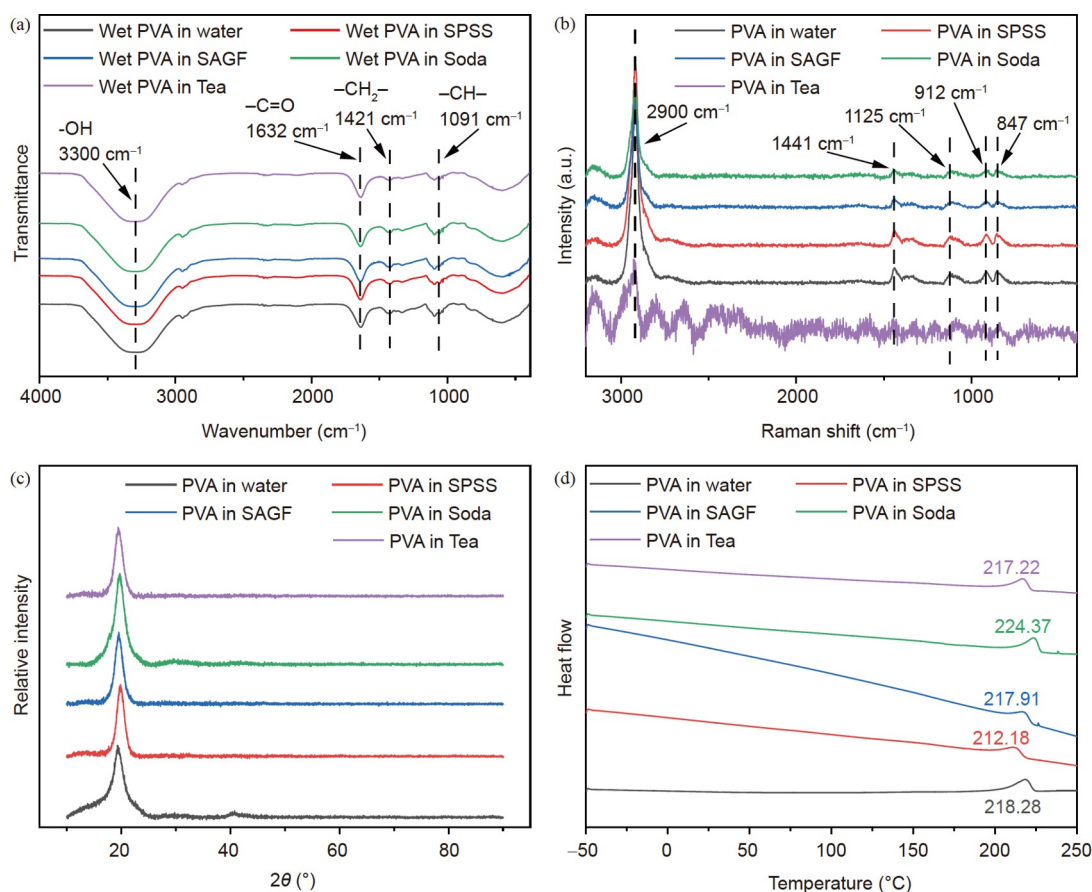 (a)
Wet PVA in water
Wet PVA in SPSS
Wet PVA in SAGF
Wet PVA in Soda
Wet PVA in Tea
–C=O
1632 cm⁻¹
–CH₂–
1421 cm⁻¹
–CH–
1091 cm⁻¹
-OH
3300 cm⁻¹
Transmittance
4000 3000 2000 1000
Wavenumber (cm⁻¹)
(b)
PVA in water
PVA in SPSS
PVA in SAGF
PVA in Soda
PVA in Tea
2900 cm⁻¹
1441 cm⁻¹
1125 cm⁻¹
912 cm⁻¹
847 cm⁻¹
Intensity (a.u.)
3000 2000 1000
Raman shift (cm⁻¹)
(c)
PVA in water
PVA in SPSS
PVA in SAGF
PVA in Soda
PVA in Tea
Relative intensity
20 40 60 80
2θ (°)
(d)
PVA in water
PVA in SPSS
PVA in SAGF
PVA in Soda
PVA in Tea
217.22
224.37
217.91
212.18
218.28
Heat flow
–50 0 50 100 150 200 250
Temperature (°C)